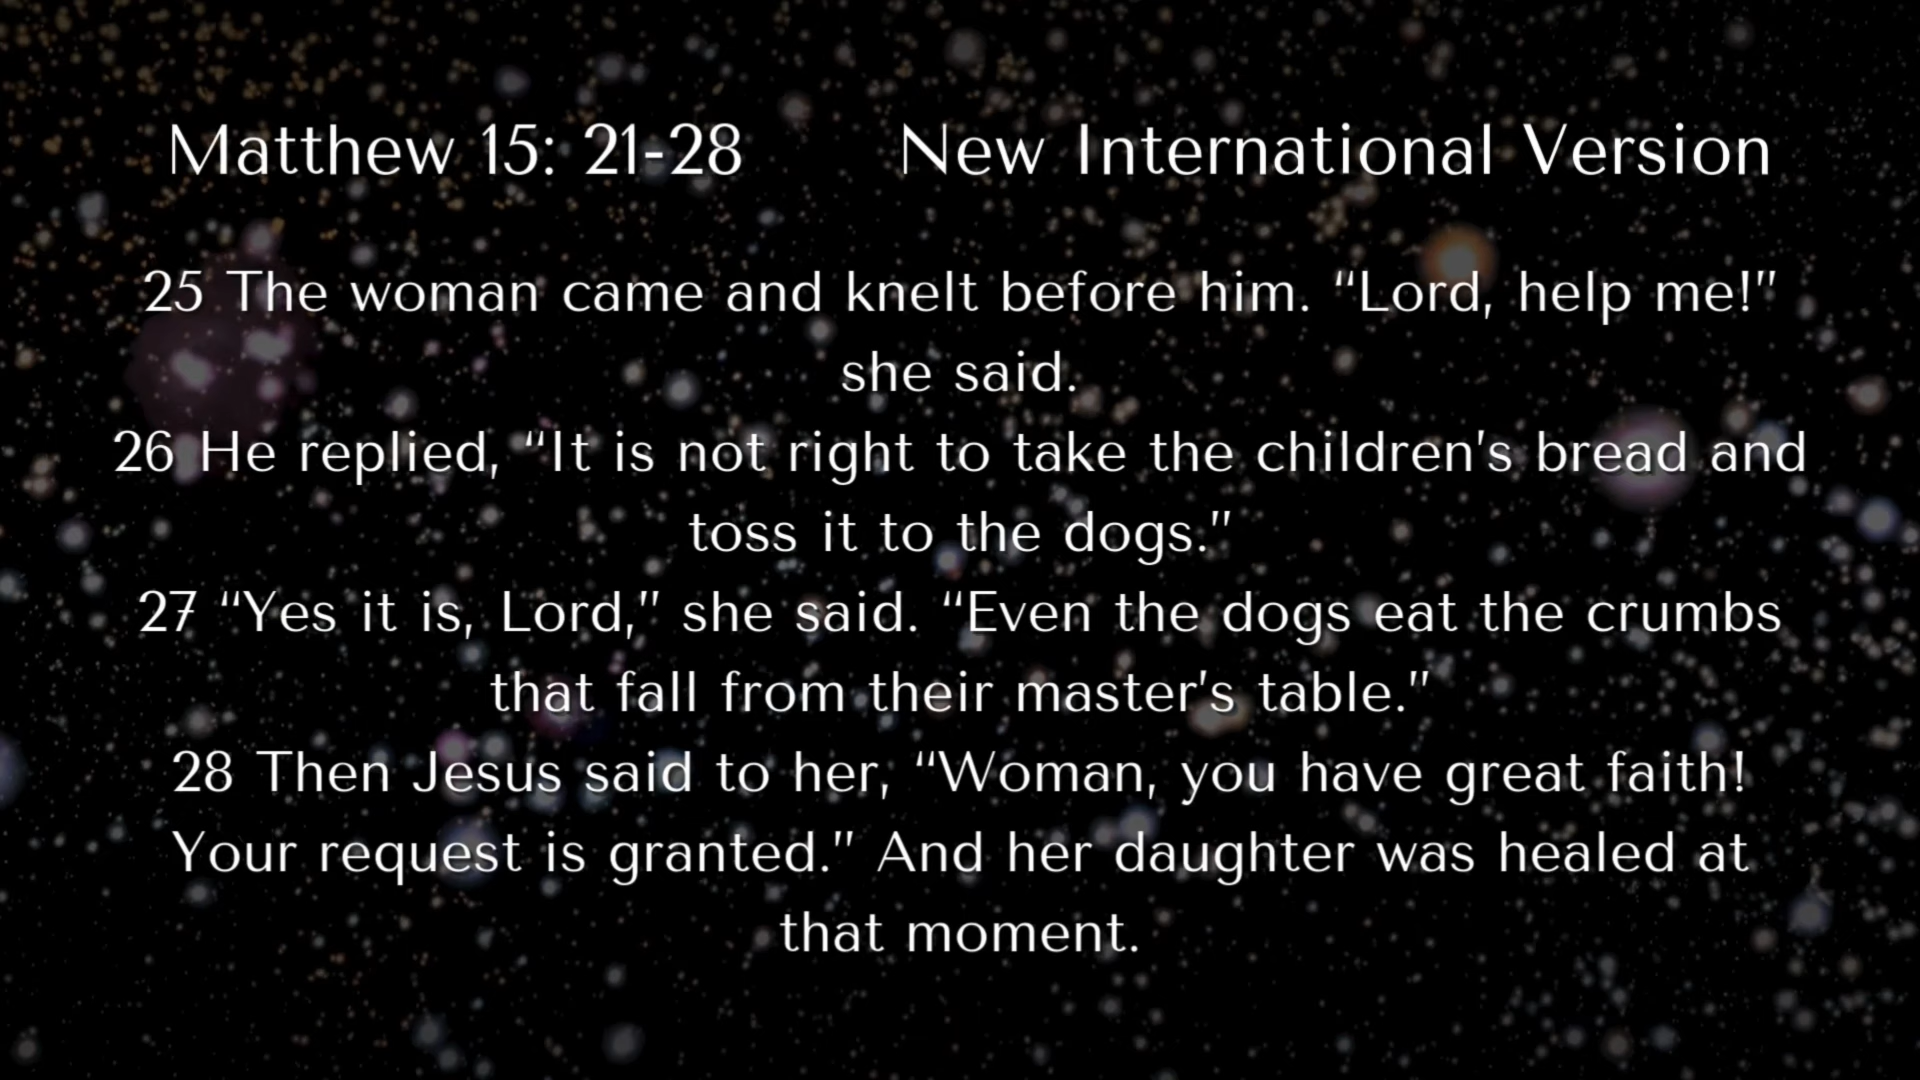 Matthew 15: 21-28 New International Version
25 The woman came and knelt before him. “Lord, help me!”
she said.
26 He replied, “It is not right to take the children’s bread and
toss it to the dogs.”
27 “Yes it is, Lord,” she said. “Even the dogs eat the crumbs
that fall from their master’s table.”
28 Then Jesus said to her, “Woman, you have great faith!
Your request is granted.” And her daughter was healed at
that moment.